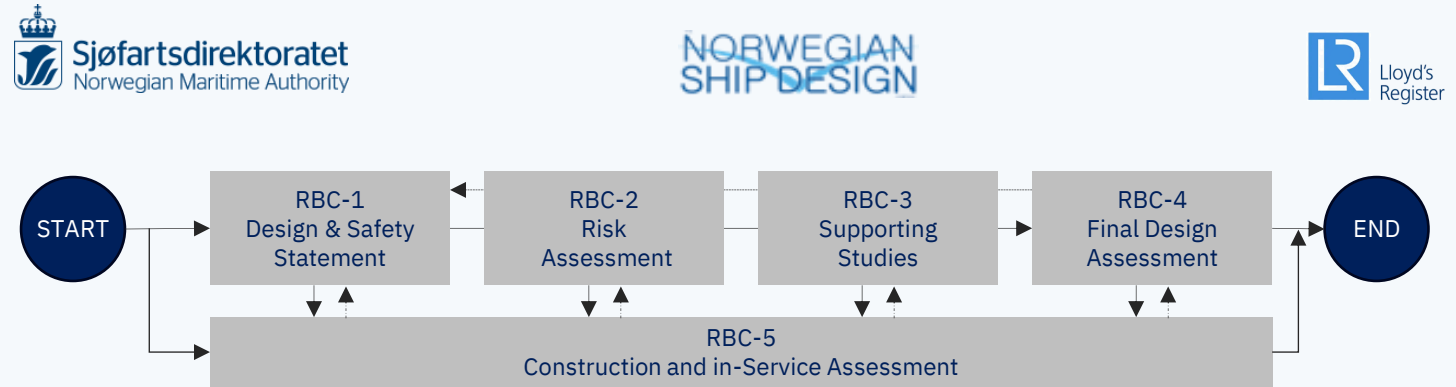 Sjøfartsdirektoratet
Norwegian Maritime Authority
NORWEGIAN
SHIP DESIGN
LR
Lloyd's
Register
START
RBC-1
Design & Safety
Statement
RBC-2
Risk
Assessment
RBC-3
Supporting
Studies
RBC-4
Final Design
Assessment
END
RBC-5
Construction and in-Service Assessment